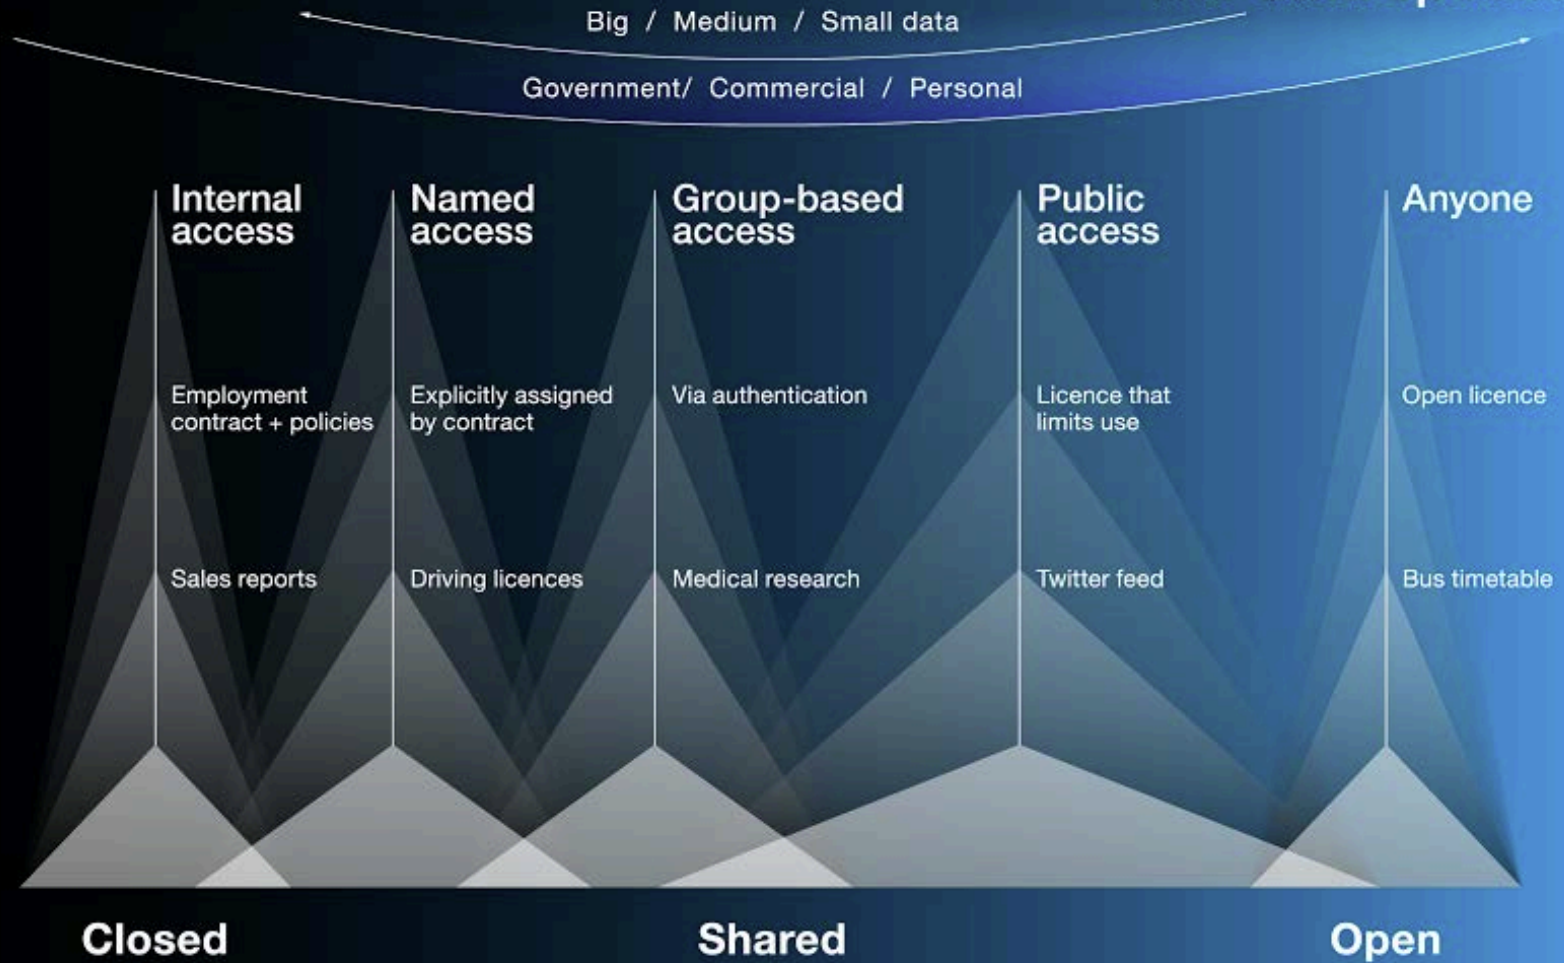 Big / Medium / Small data
Government/ Commercial / Personal
Internal
access
Named
access
Group-based
access
Public
access
Anyone
Employment
contract + policies
Explicitly assigned
by contract
Via authentication
Licence that
limits use
Open licence
Sales reports
Driving licences
Medical research
Twitter feed
Bus timetable
Closed
Shared
Open